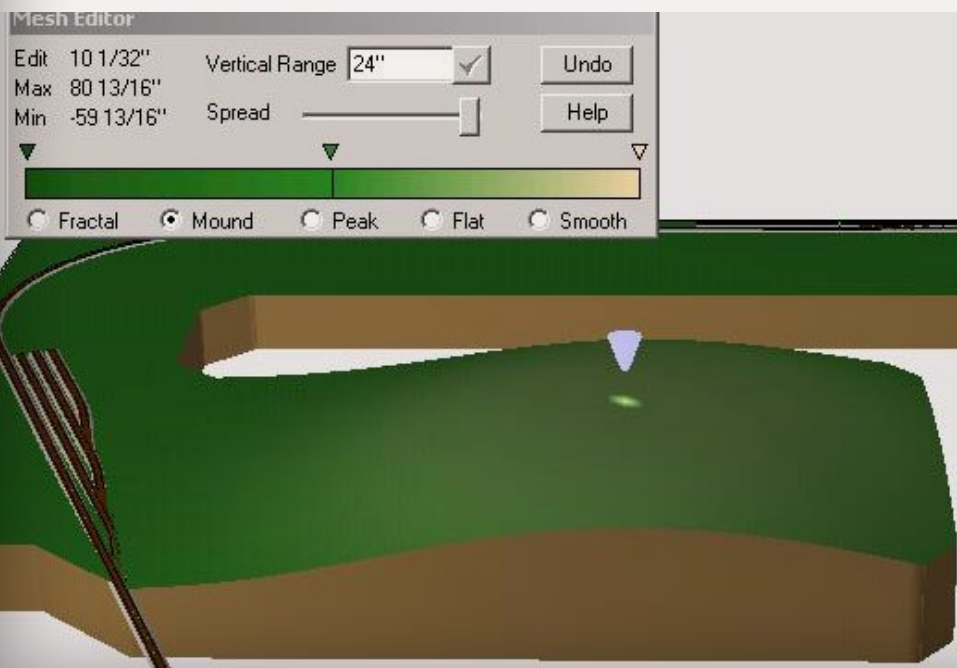 Mesh Editor
Edit 10 1/32"
Vertical Range 24"
Undo
Max 80 13/16"
Min -59 13/16"
Spread
Help
Fractal Mound Peak Flat Smooth